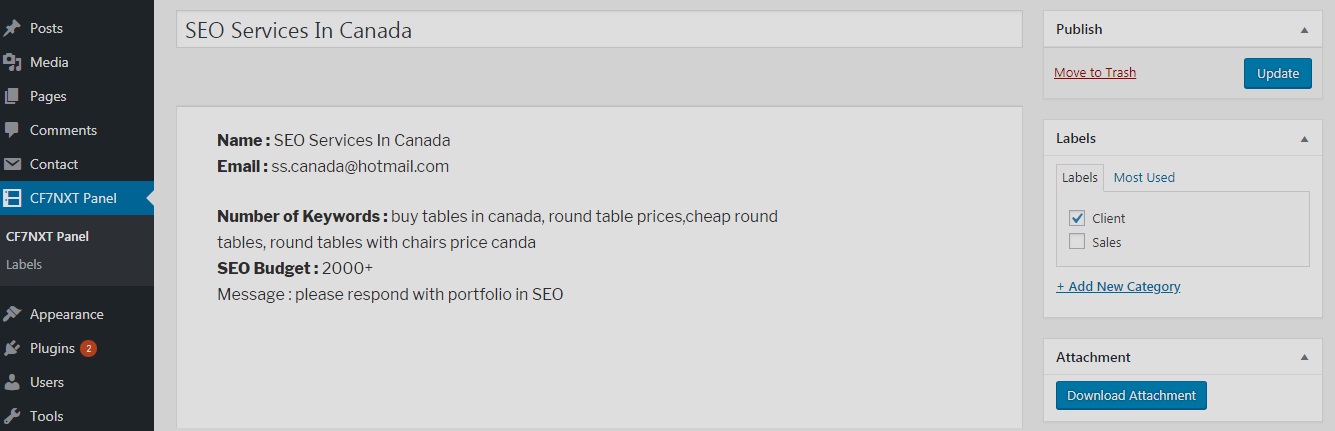 Posts
Media
Pages
Comments
Contact
CF7NXT Panel
CF7NXT Panel
Labels
Appearance
Plugins 2
Users
Tools
SEO Services In Canada
Name : SEO Services In Canada
Email : ss.canada@hotmail.com
Number of Keywords : buy tables in canada, round table prices,cheap round
tables, round tables with chairs price canda
SEO Budget : 2000+
Message : please respond with portfolio in SEO
Publish
Move to Trash
Update
Labels
Labels Most Used
Client
Sales
+ Add New Category
Attachment
Download Attachment